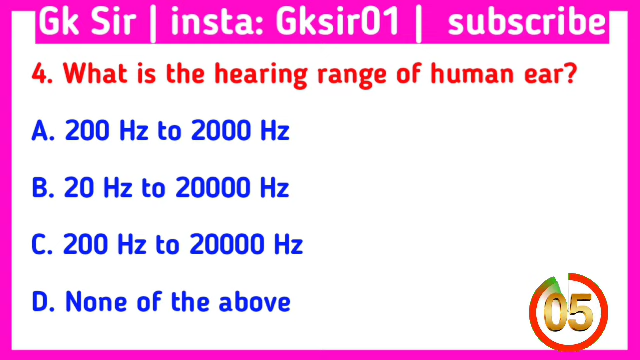 Gk Sir | insta: Gksir01 | subscribe
4. What is the hearing range of human ear?
A. 200 Hz to 2000 Hz
B. 20 Hz to 20000 Hz
C. 200 Hz to 20000 Hz
D. None of the above
05